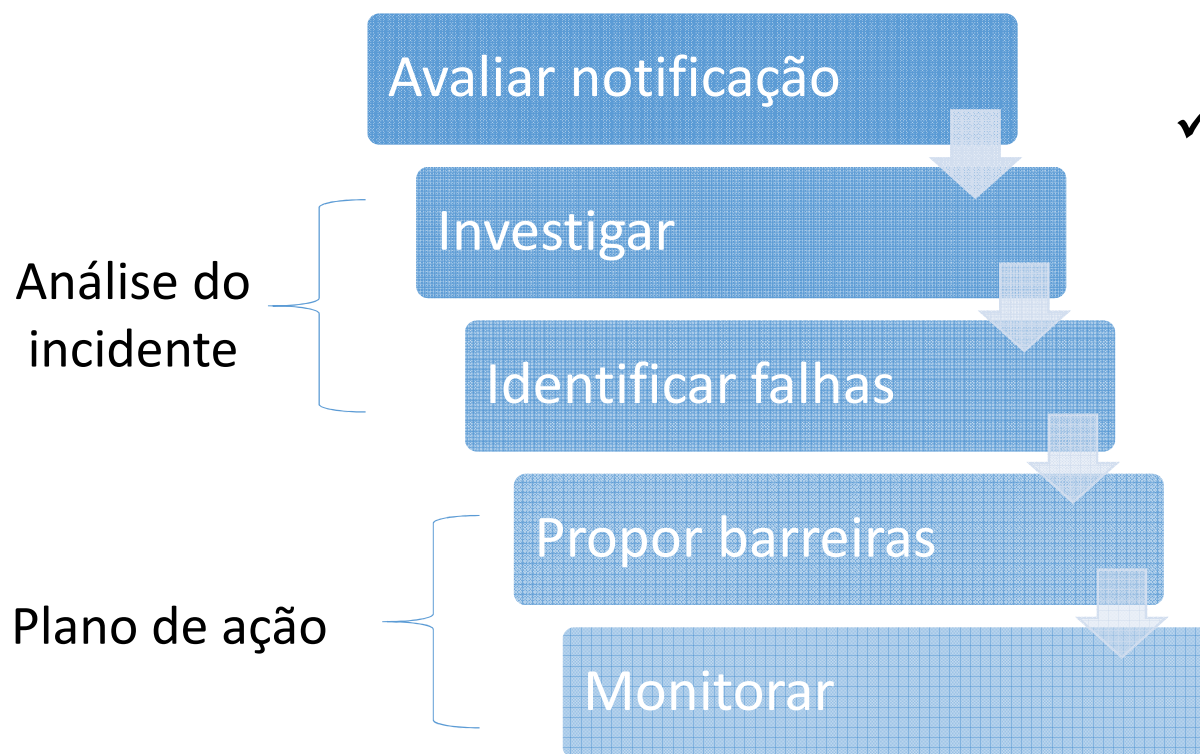 Avaliar notificação
✓
Investigar
Análise do
incidente
Identificar falhas
Propor barreiras
Plano de ação
Monitorar